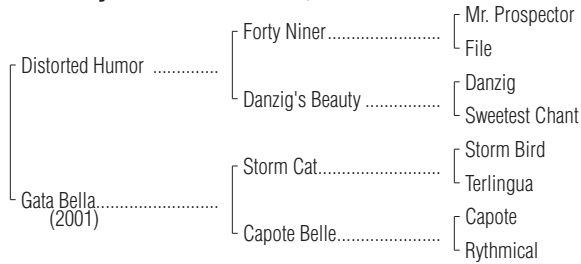 Mr. Prospector
Forty Niner......................
File
Distorted Humor ..............
Danzig
Danzig's Beauty ...............
Sweetest Chant
Storm Bird
Storm Cat........................
Terlingua
Gata Bella.........................
(2001)
Capote
Capote Belle.....................
Rythmical